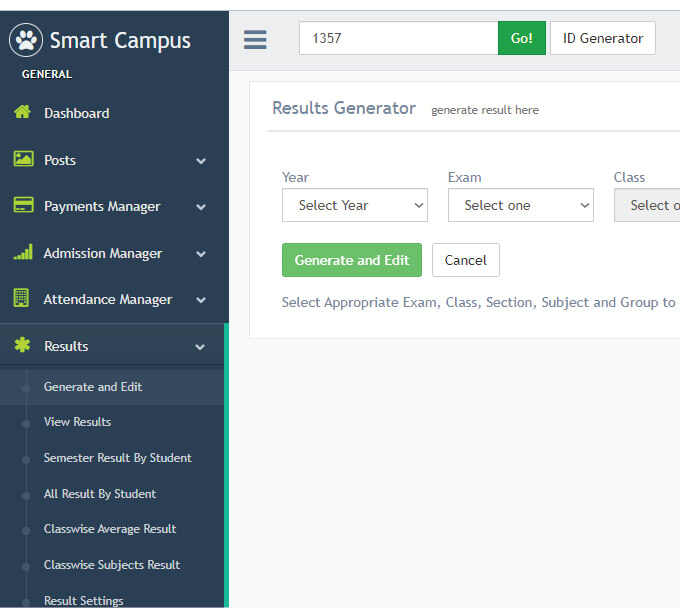 Smart Campus
GENERAL
Dashboard
Posts
Payments Manager
Admission Manager
Attendance Manager
Results
Generate and Edit
View Results
Semester Result By Student
All Result By Student
Classwise Average Result
Classwise Subjects Result
Result Settings
1357 Go! ID Generator
Results Generator generate result here
Year Exam Class
Select Year Select one Select o
Generate and Edit Cancel
Select Appropriate Exam, Class, Section, Subject and Group to